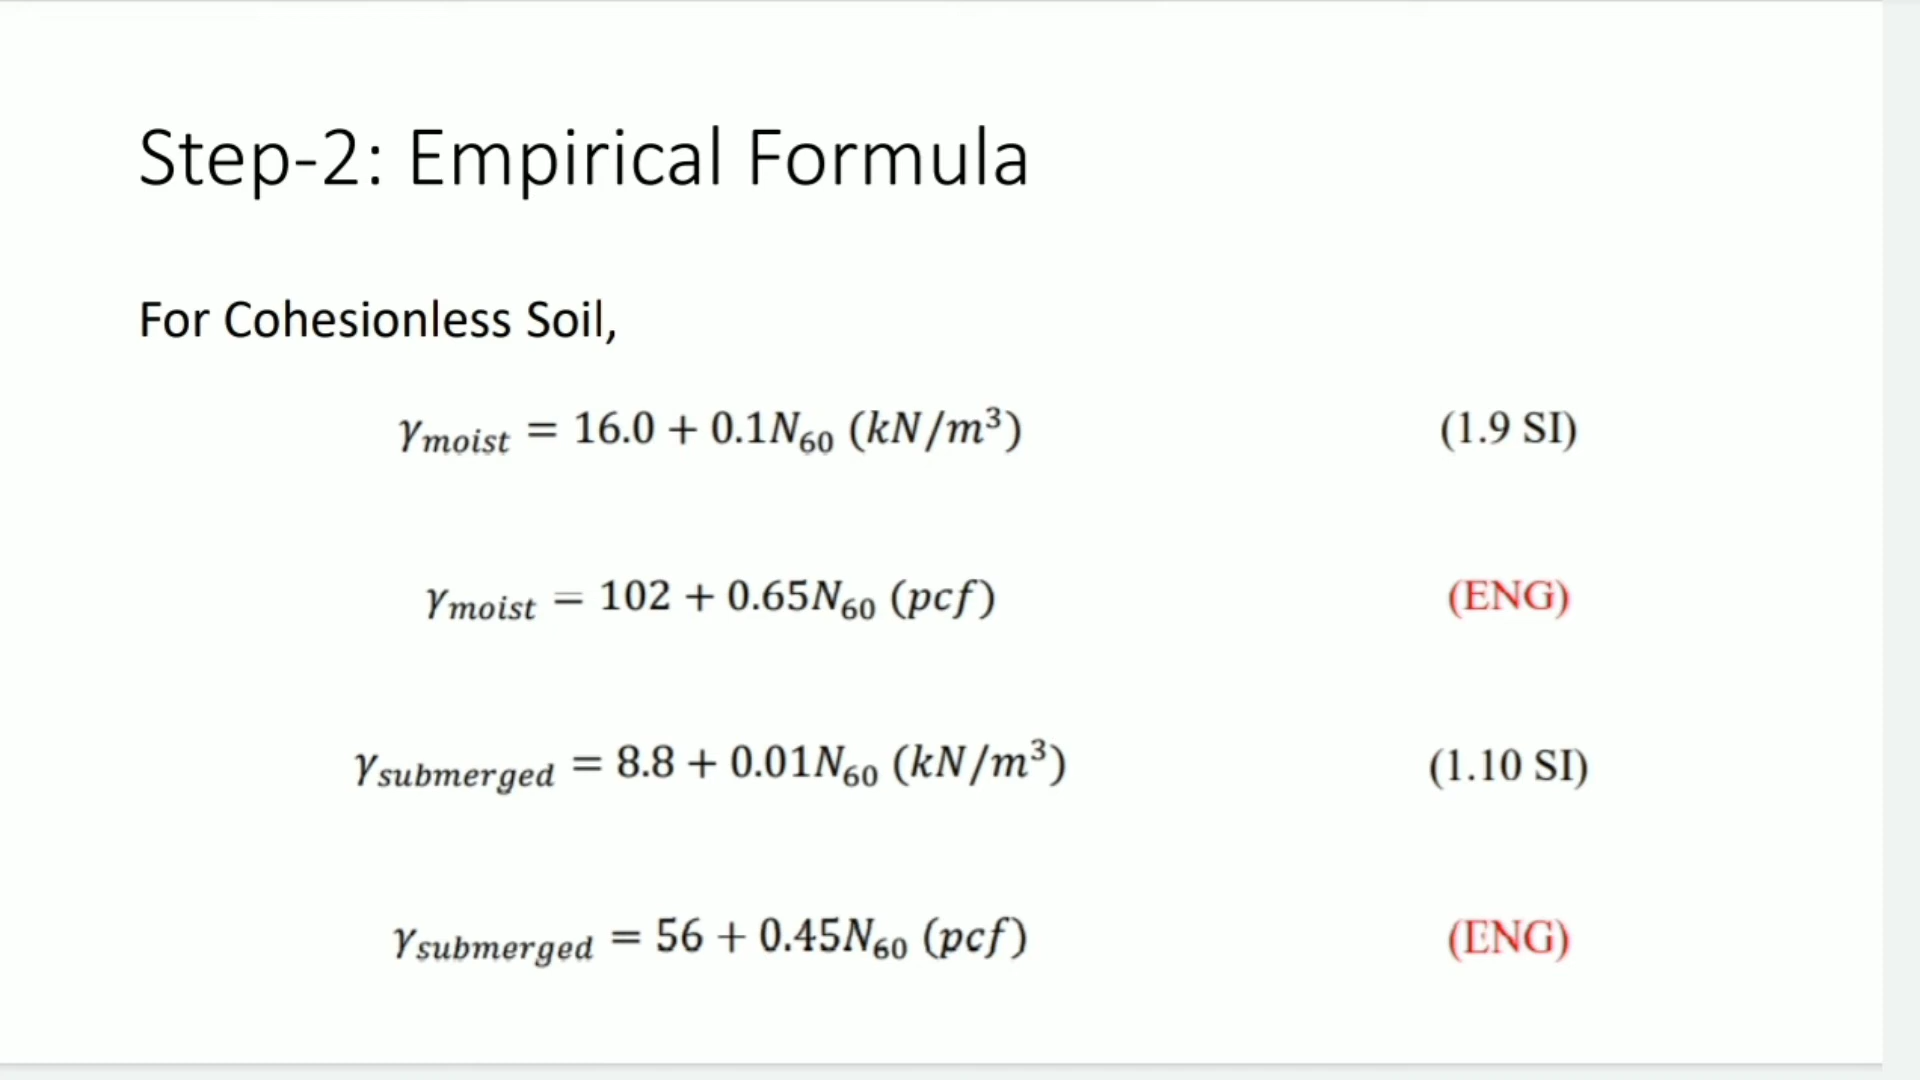 Step-2: Empirical Formula
For Cohesionless Soil,
γmoist = 16.0 + 0.1N60 (kN/m³) (1.9 SI)
γmoist = 102 + 0.65N60 (pcf) (ENG)
γsubmerged = 8.8 + 0.01N60 (kN/m³) (1.10 SI)
γsubmerged = 56 + 0.45N60 (pcf) (ENG)